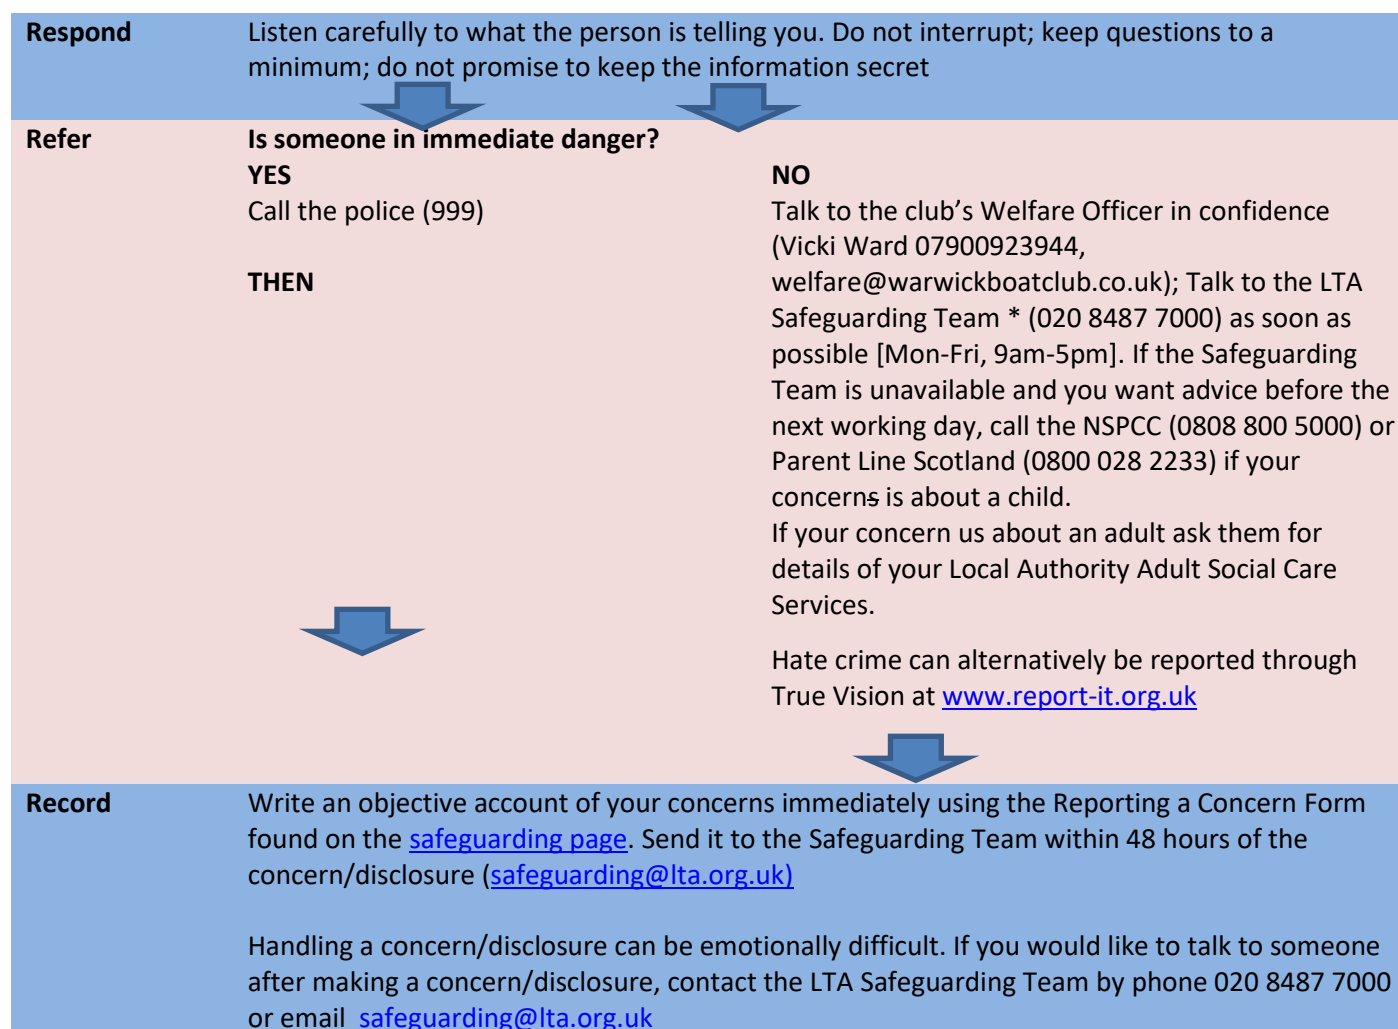 Respond
Listen carefully to what the person is telling you. Do not interrupt; keep questions to a
minimum; do not promise to keep the information secret
Refer
Is someone in immediate danger?
YES
Call the police (999)
THEN
NO
Talk to the club’s Welfare Officer in confidence
(Vicki Ward 07900923944,
welfare@warwickboatclub.co.uk); Talk to the LTA
Safeguarding Team * (020 8487 7000) as soon as
possible [Mon-Fri, 9am-5pm]. If the Safeguarding
Team is unavailable and you want advice before the
next working day, call the NSPCC (0808 800 5000) or
Parent Line Scotland (0800 028 2233) if your
concerns is about a child.
If your concern us about an adult ask them for
details of your Local Authority Adult Social Care
Services.
Hate crime can alternatively be reported through
True Vision at www.report-it.org.uk
Record
Write an objective account of your concerns immediately using the Reporting a Concern Form
found on the safeguarding page. Send it to the Safeguarding Team within 48 hours of the
concern/disclosure (safeguarding@lta.org.uk)
Handling a concern/disclosure can be emotionally difficult. If you would like to talk to someone
after making a concern/disclosure, contact the LTA Safeguarding Team by phone 020 8487 7000
or email safeguarding@lta.org.uk